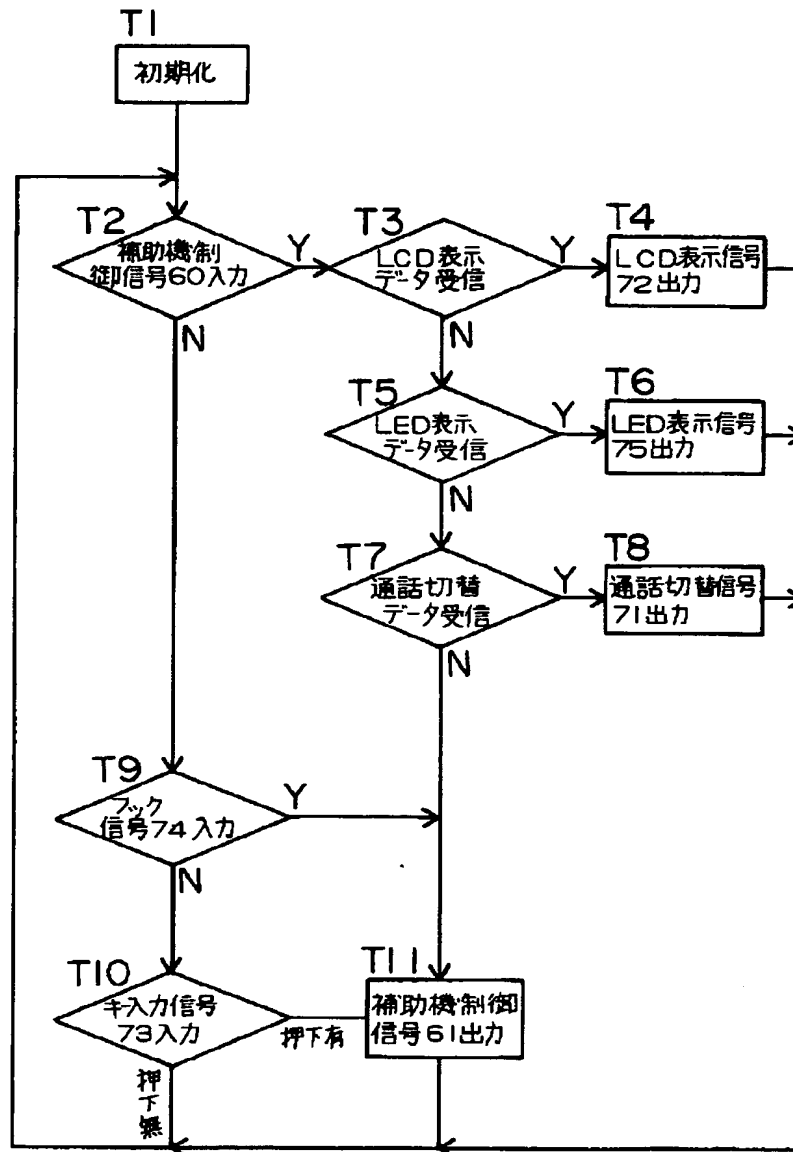 T1
初期化
T2
補助機制
御信号60入力
Y
N
T3
LCD表示
データ受信
Y
N
T4
LCD表示信号
72出力
T5
LED表示
データ受信
Y
N
T6
LED表示信号
75出力
T7
通話切替
データ受信
Y
N
T8
通話切替信号
71出力
T9
フック
信号74入力
Y
N
T10
キ入力信号
73入力
押下有
押下無
T11
補助機制御
信号61出力